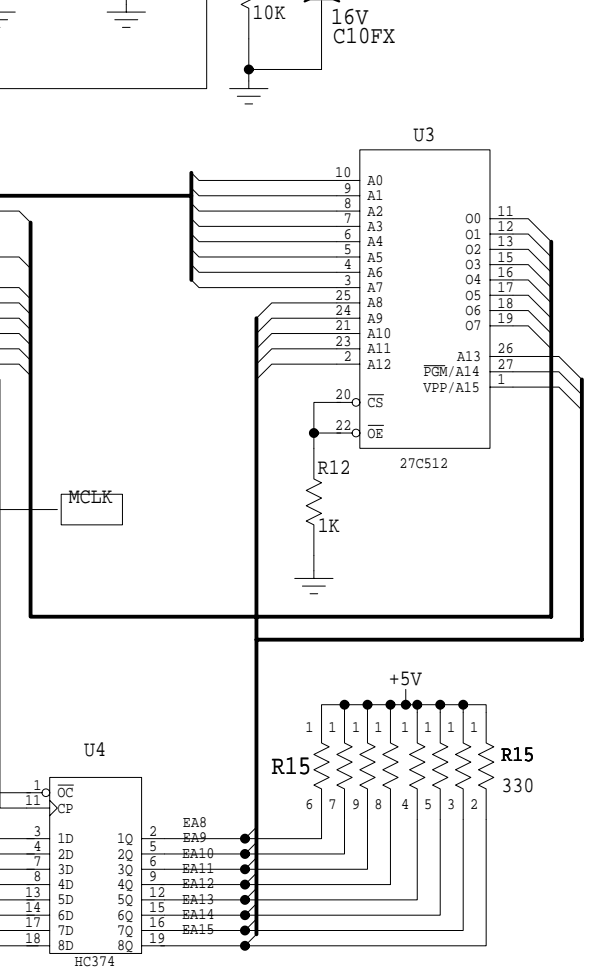 10K
16V
C10FX
U3
10 A0
9 A1
8 A2
7 A3
6 A4
5 A5
4 A6
3 A7
25 A8
24 A9
21 A10
23 A11
2 A12
O0 11
O1 12
O2 13
O3 15
O4 16
O5 17
O6 18
O7 19
A13 26
PGM/A14 27
VPP/A15 1
20 CS
22 OE
27C512
R12
1K
MCLK
+5V
1 1 1 1 1 1 1 1
R15
R15
330
6 7 9 8 4 5 3 2
U4
1 OC
11 CP
EA8
3 1D 1Q 2 EA9
4 2D 2Q 5 EA10
7 3D 3Q 6 EA11
8 4D 4Q 9 EA12
13 5D 5Q 12 EA13
14 6D 6Q 15 EA14
17 7D 7Q 16 EA15
18 8D 8Q 19
HC374